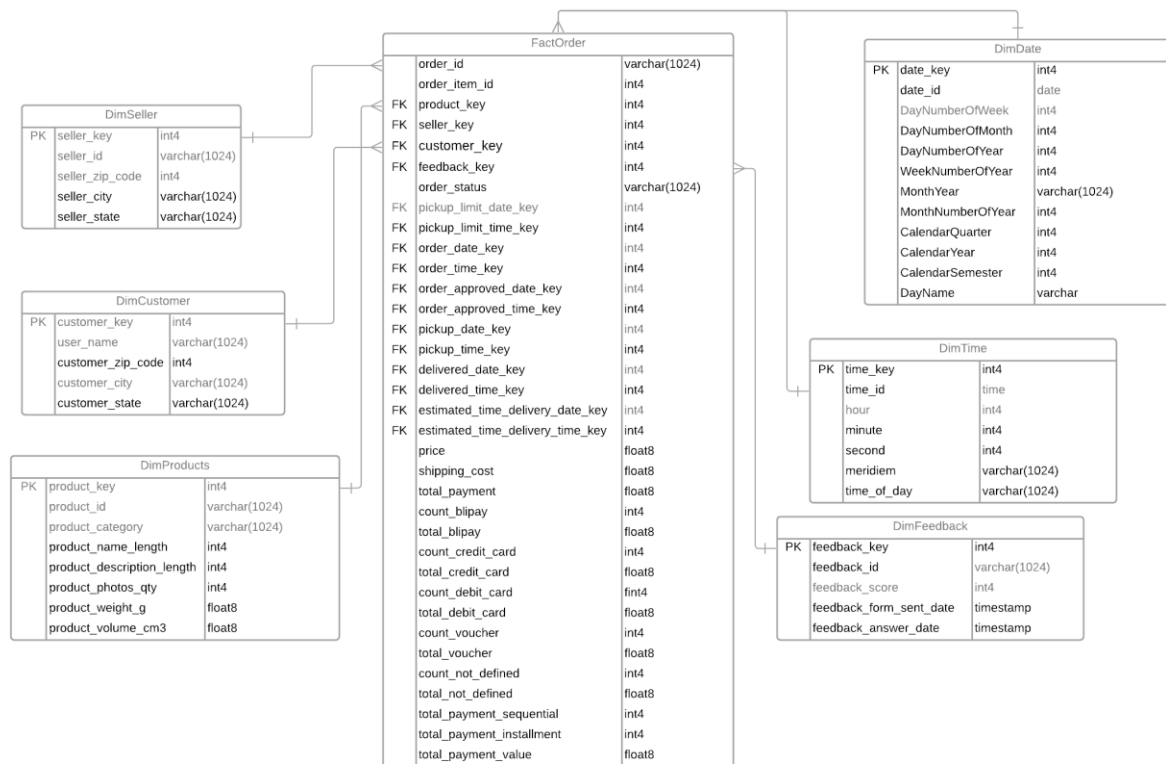 FactOrder
order_id varchar(1024)
order_item_id int4
FK product_key int4
FK seller_key int4
FK customer_key int4
FK feedback_key int4
order_status varchar(1024)
FK pickup_limit_date_key int4
FK pickup_limit_time_key int4
FK order_date_key int4
FK order_time_key int4
FK order_approved_date_key int4
FK order_approved_time_key int4
FK pickup_date_key int4
FK pickup_time_key int4
FK delivered_date_key int4
FK delivered_time_key int4
FK estimated_time_delivery_date_key int4
FK estimated_time_delivery_time_key int4
price float8
shipping_cost float8
total_payment float8
count_blipay int4
total_blipay float8
count_credit_card int4
total_credit_card float8
count_debit_card fint4
total_debit_card float8
count_voucher int4
total_voucher float8
count_not_defined int4
total_not_defined float8
total_payment_sequential int4
total_payment_installment int4
total_payment_value float8
DimSeller
PK seller_key int4
seller_id varchar(1024)
seller_zip_code int4
seller_city varchar(1024)
seller_state varchar(1024)
DimCustomer
PK customer_key int4
user_name varchar(1024)
customer_zip_code int4
customer_city varchar(1024)
customer_state varchar(1024)
DimProducts
PK product_key int4
product_id varchar(1024)
product_category varchar(1024)
product_name_length int4
product_description_length int4
product_photos_qty int4
product_weight_g float8
product_volume_cm3 float8
DimDate
PK date_key int4
date_id date
DayNumberOfWeek int4
DayNumberOfMonth int4
DayNumberOfYear int4
WeekNumberOfYear int4
MonthYear varchar(1024)
MonthNumberOfYear int4
CalendarQuarter int4
CalendarYear int4
CalendarSemester int4
DayName varchar
DimTime
PK time_key int4
time_id time
hour int4
minute int4
second int4
meridiem varchar(1024)
time_of_day varchar(1024)
DimFeedback
PK feedback_key int4
feedback_id varchar(1024)
feedback_score int4
feedback_form_sent_date timestamp
feedback_answer_date timestamp